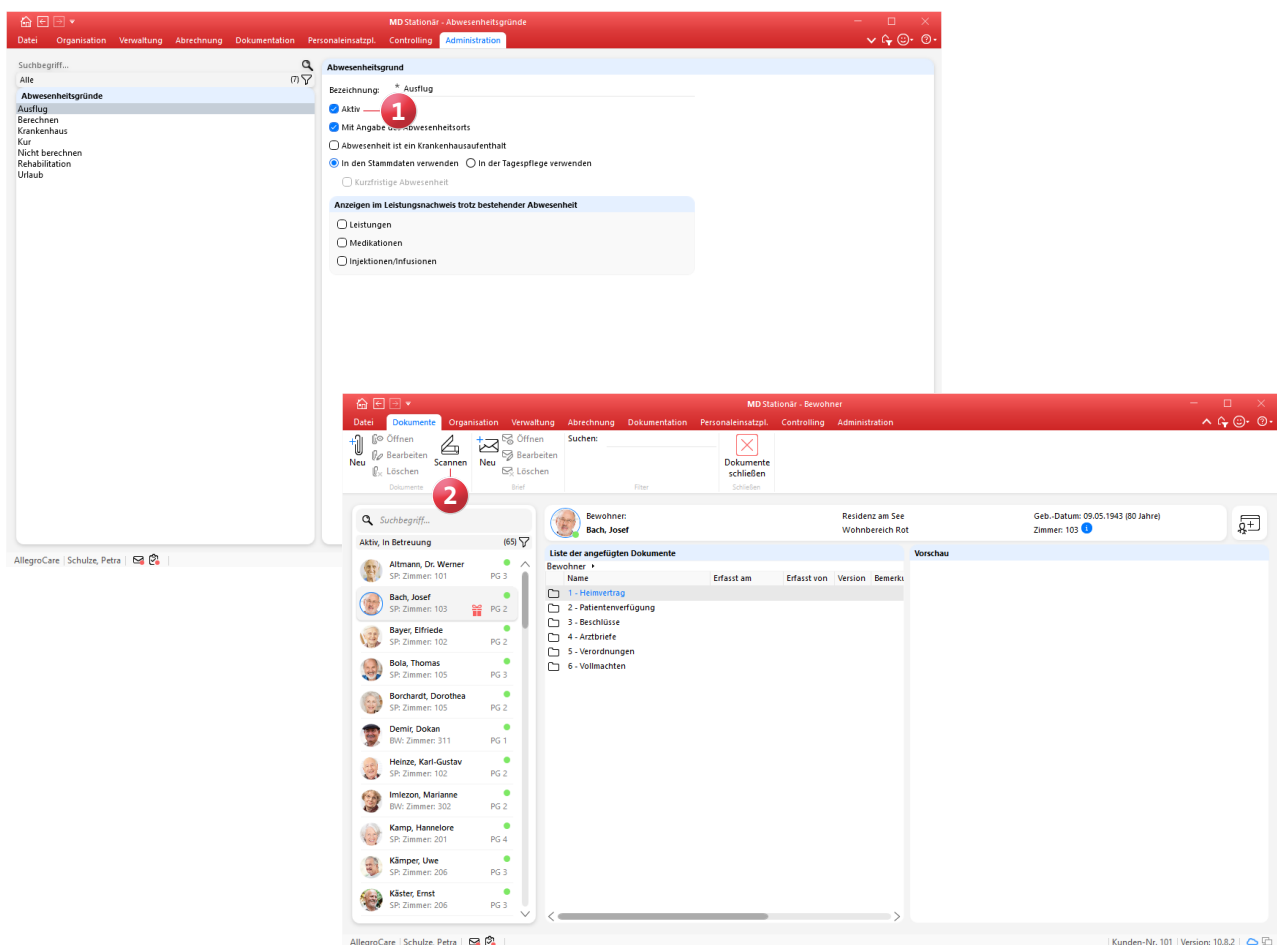 MD Stationär - Abwesenheitsgründe
Datei Organisation Verwaltung Abrechnung Dokumentation Personaleinsatzpl. Controlling Administration
Suchbegriff...
Alle (7)
Abwesenheitsgründe
Ausflug
Berechnen
Krankenhaus
Kur
Nicht berechnen
Rehabilitation
Urlaub
Abwesenheitsgrund
Bezeichnung: * Ausflug
Aktiv
1
Mit Angabe Abwesenheitsorts
Abwesenheit ist ein Krankenhausaufenthalt
In den Stammdaten verwenden In der Tagespflege verwenden
Kurzfristige Abwesenheit
Anzeigen im Leistungsnachweis trotz bestehender Abwesenheit
Leistungen
Medikationen
Injektionen/Infusionen
AllegroCare Schulze, Petra
MD Stationär - Bewohner
Datei Dokumente Organisation Verwaltung Abrechnung Dokumentation Personaleinsatzpl. Controlling Administration
Neu
Öffnen
Bearbeiten
Löschen
Scannen
Dokumente
2
Neu
Öffnen
Bearbeiten
Löschen
Brief
Suchen:
Filter
Dokumente
schließen
Schließen
Suchbegriff...
Aktiv, In Betreuung (65)
Altmann, Dr. Werner
SP: Zimmer: 101 PG 3
Bach, Josef
SP: Zimmer: 103 PG 2
Bayer, Elfriede
SP: Zimmer: 102 PG 2
Bola, Thomas
SP: Zimmer: 105 PG 3
Borchardt, Dorothea
SP: Zimmer: 105 PG 2
Demir, Dokan
BW: Zimmer: 311 PG 1
Heinze, Karl-Gustav
SP: Zimmer: 102 PG 2
Imlezon, Marianne
BW: Zimmer: 302 PG 2
Kamp, Hannelore
SP: Zimmer: 201 PG 4
Kämper, Uwe
SP: Zimmer: 206 PG 3
Käster, Ernst
SP: Zimmer: 206 PG 3
Bewohner: Residenz am See Geb.-Datum: 09.05.1943 (80 Jahre)
Bach, Josef Wohnbereich Rot Zimmer: 103
Liste der angefügten Dokumente
Bewohner
Name Erfasst am Erfasst von Version Bemerku
1 - Heimvertrag
2 - Patientenverfügung
3 - Beschlüsse
4 - Arztbriefe
5 - Verordnungen
6 - Vollmachten
Vorschau
AllegroCare Schulze, Petra Kunden-Nr. 101 Version: 10.8.2